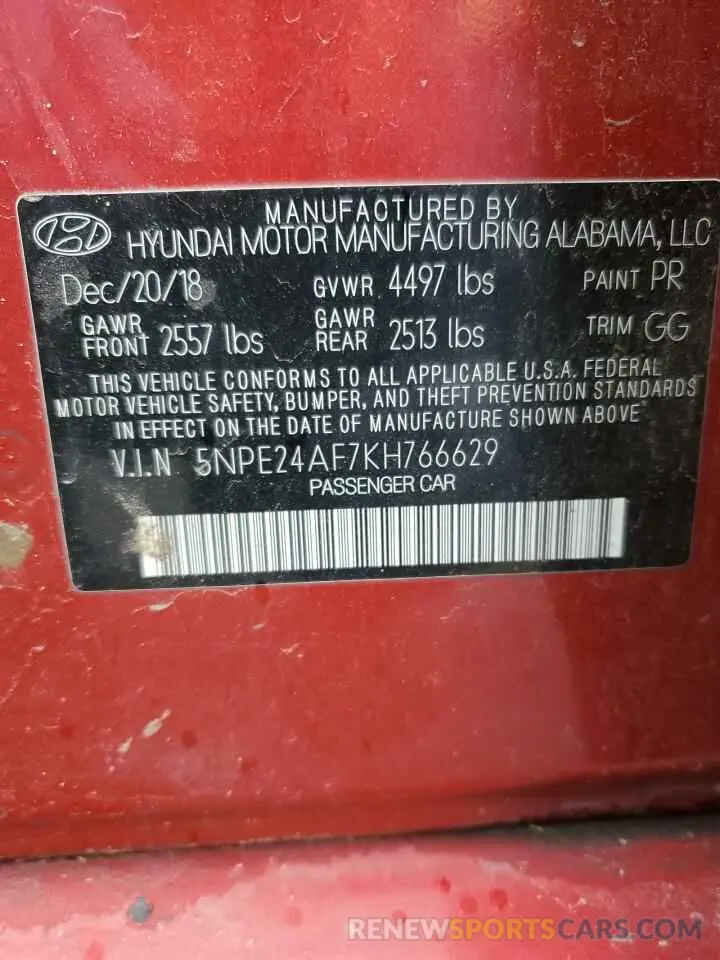 MANUFACTURED BY
HYUNDAI MOTOR MANUFACTURING ALABAMA, LLC
Dec/20/18 GVWR 4497 lbs PAINT PR
GAWR FRONT 2557 lbs GAWR REAR 2513 lbs TRIM GG
THIS VEHICLE CONFORMS TO ALL APPLICABLE U.S.A. FEDERAL
MOTOR VEHICLE SAFETY, BUMPER, AND THEFT PREVENTION STANDARDS
IN EFFECT ON THE DATE OF MANUFACTURE SHOWN ABOVE
V.I.N 5NPE24AF7KH766629
PASSENGER CAR
RENEWSPORTSCARS.COM